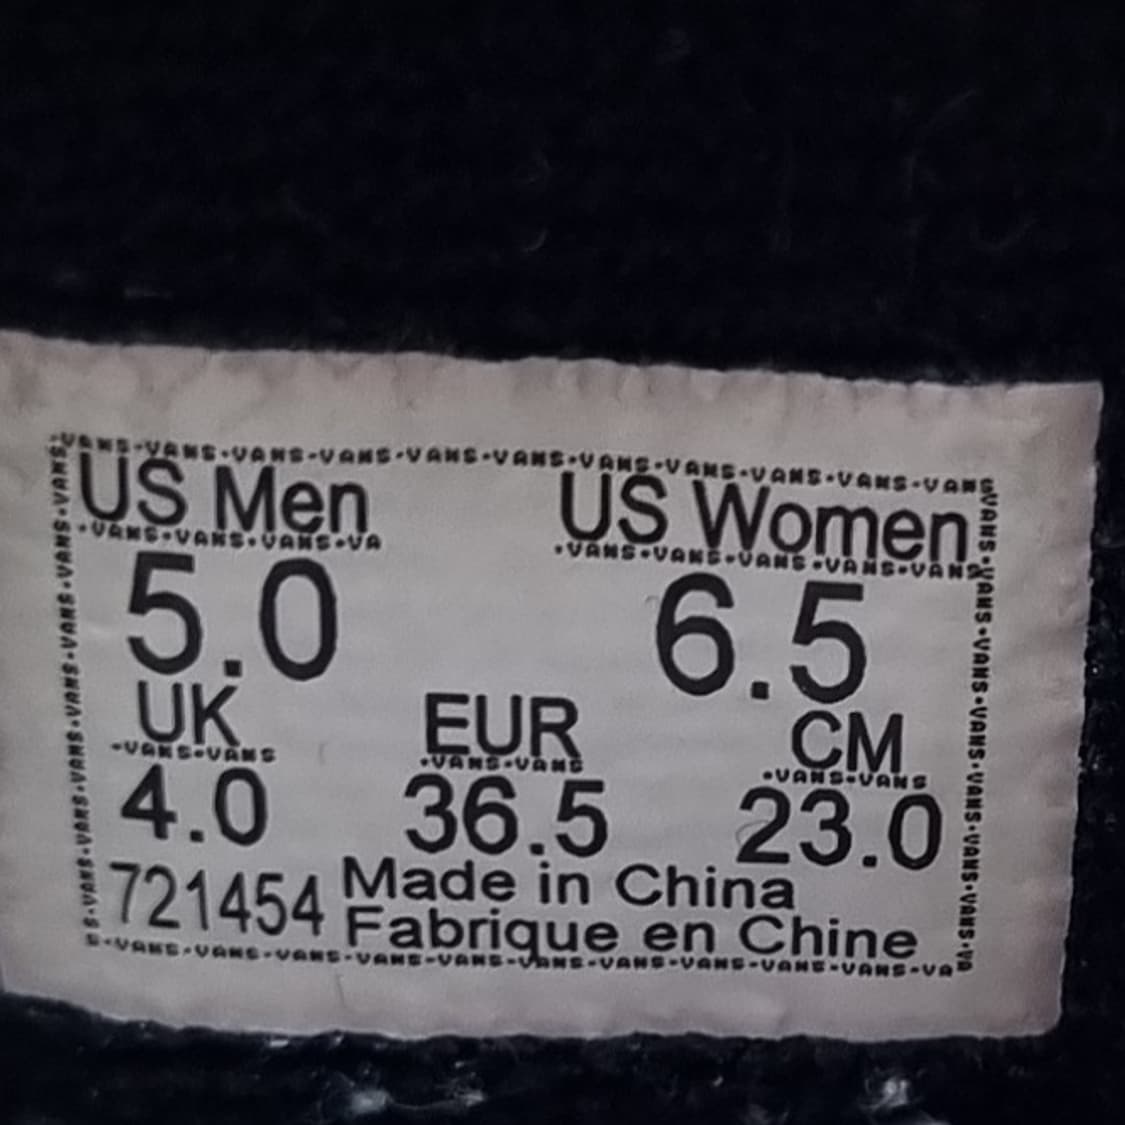 ·VANS·VANS·VANS·VANS·VANS·VANS·VANS·VANS·VANS·VANS·VANS
US Men US Women
·VANS·VANS·VANS·VA ·VANS·VANS·VANS·VANS·VANS
5.0 6.5
UK EUR CM
·VANS·VANS ·VANS·VANS ·VANS·VANS
4.0 36.5 23.0
721454 Made in China
Fabrique en Chine
S·VANS·VANS·VANS·VANS·VANS·VANS·VANS·VANS·VANS·VANS·VA